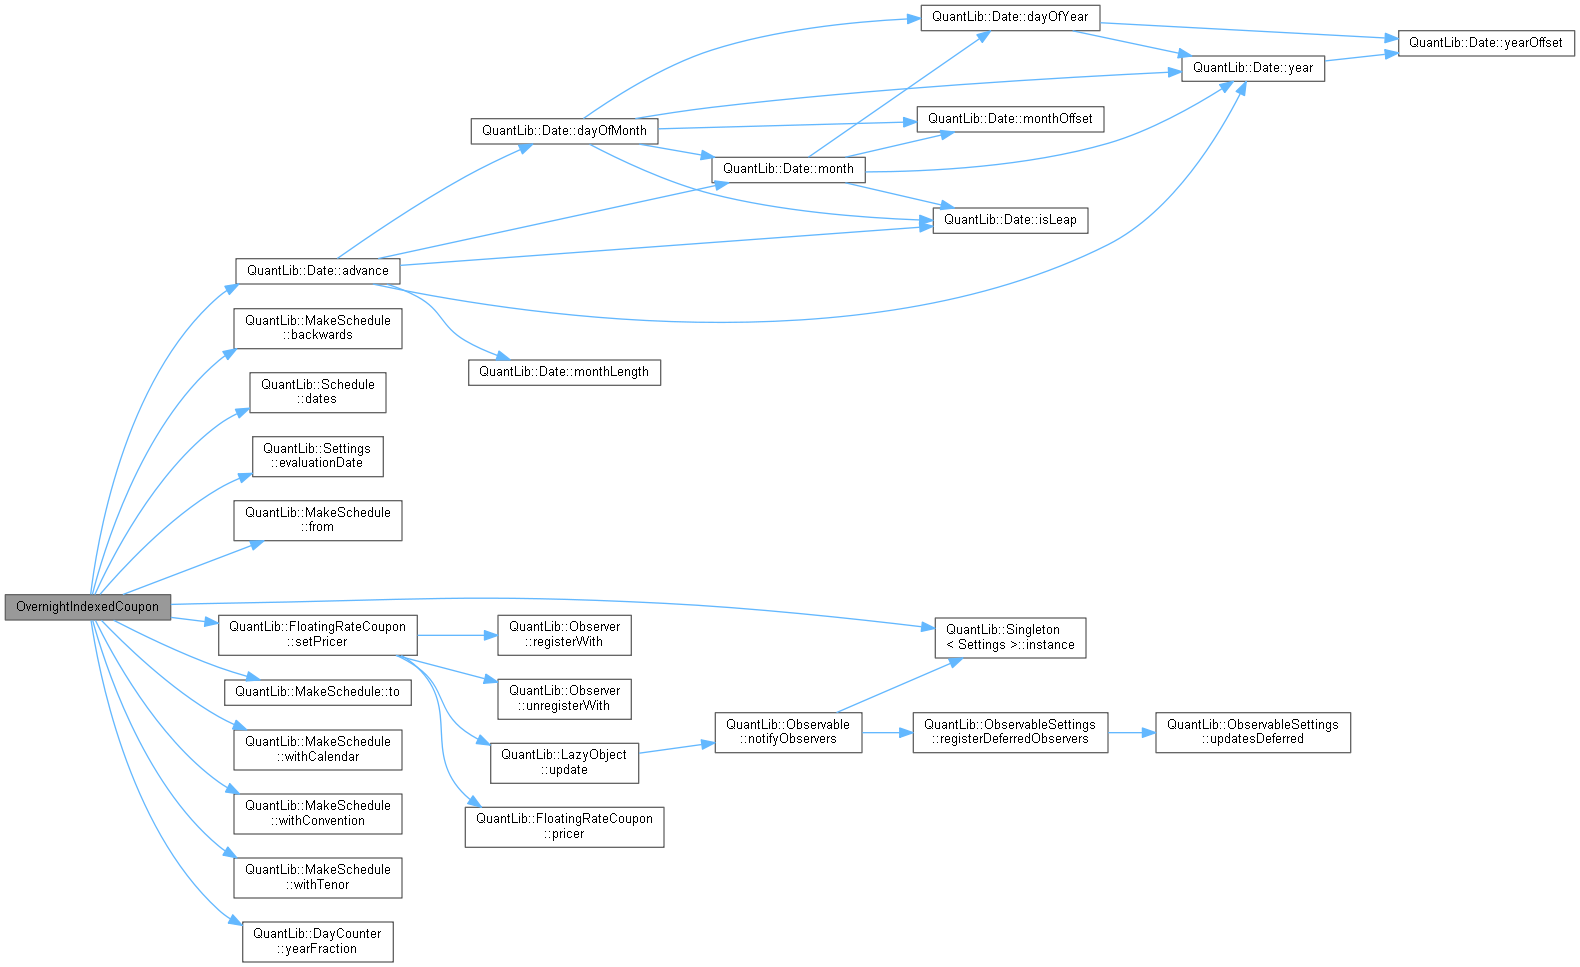 QuantLib::Date::dayOfYear
QuantLib::Date::yearOffset
QuantLib::Date::year
QuantLib::Date::monthOffset
QuantLib::Date::dayOfMonth
QuantLib::Date::month
QuantLib::Date::isLeap
QuantLib::Date::advance
QuantLib::MakeSchedule
::backwards
QuantLib::Date::monthLength
QuantLib::Schedule
::dates
QuantLib::Settings
::evaluationDate
QuantLib::MakeSchedule
::from
OvernightIndexedCoupon
QuantLib::FloatingRateCoupon
::setPricer
QuantLib::Observer
::registerWith
QuantLib::Singleton
< Settings >::instance
QuantLib::MakeSchedule::to
QuantLib::Observer
::unregisterWith
QuantLib::MakeSchedule
::withCalendar
QuantLib::LazyObject
::update
QuantLib::Observable
::notifyObservers
QuantLib::ObservableSettings
::registerDeferredObservers
QuantLib::ObservableSettings
::updatesDeferred
QuantLib::MakeSchedule
::withConvention
QuantLib::FloatingRateCoupon
::pricer
QuantLib::MakeSchedule
::withTenor
QuantLib::DayCounter
::yearFraction